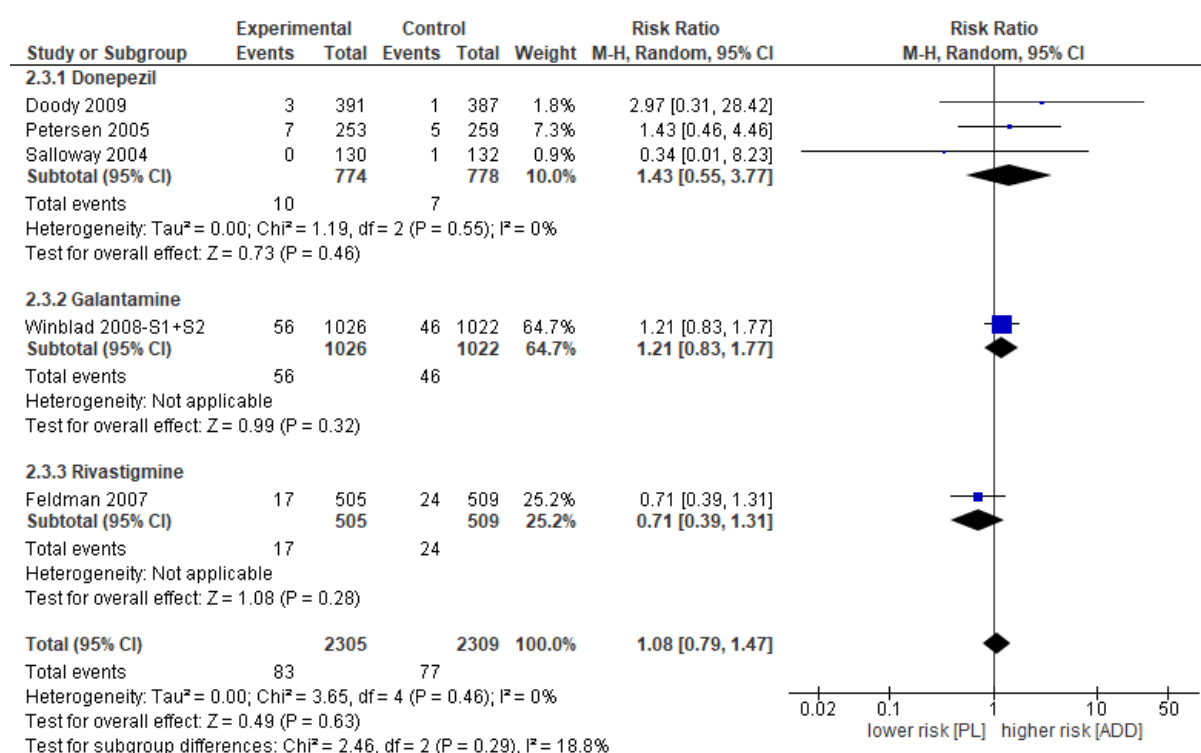 Experimental Control Risk Ratio Risk Ratio
Study or Subgroup Events Total Events Total Weight M-H, Random, 95% CI M-H, Random, 95% CI
2.3.1 Donepezil
Doody 2009 3 391 1 387 1.8% 2.97 [0.31, 28.42]
Petersen 2005 7 253 5 259 7.3% 1.43 [0.46, 4.46]
Salloway 2004 0 130 1 132 0.9% 0.34 [0.01, 8.23]
Subtotal (95% CI) 774 778 10.0% 1.43 [0.55, 3.77]
Total events 10 7
Heterogeneity: Tau² = 0.00; Chi² = 1.19, df = 2 (P = 0.55); I² = 0%
Test for overall effect: Z = 0.73 (P = 0.46)
2.3.2 Galantamine
Winblad 2008-S1+S2 56 1026 46 1022 64.7% 1.21 [0.83, 1.77]
Subtotal (95% CI) 1026 1022 64.7% 1.21 [0.83, 1.77]
Total events 56 46
Heterogeneity: Not applicable
Test for overall effect: Z = 0.99 (P = 0.32)
2.3.3 Rivastigmine
Feldman 2007 17 505 24 509 25.2% 0.71 [0.39, 1.31]
Subtotal (95% CI) 505 509 25.2% 0.71 [0.39, 1.31]
Total events 17 24
Heterogeneity: Not applicable
Test for overall effect: Z = 1.08 (P = 0.28)
Total (95% CI) 2305 2309 100.0% 1.08 [0.79, 1.47]
Total events 83 77
Heterogeneity: Tau² = 0.00; Chi² = 3.65, df = 4 (P = 0.46); I² = 0%
Test for overall effect: Z = 0.49 (P = 0.63)
Test for subgroup differences: Chi² = 2.46, df = 2 (P = 0.29), I² = 18.8%
0.02 0.1 1 10 50
lower risk [PL] higher risk [ADD]